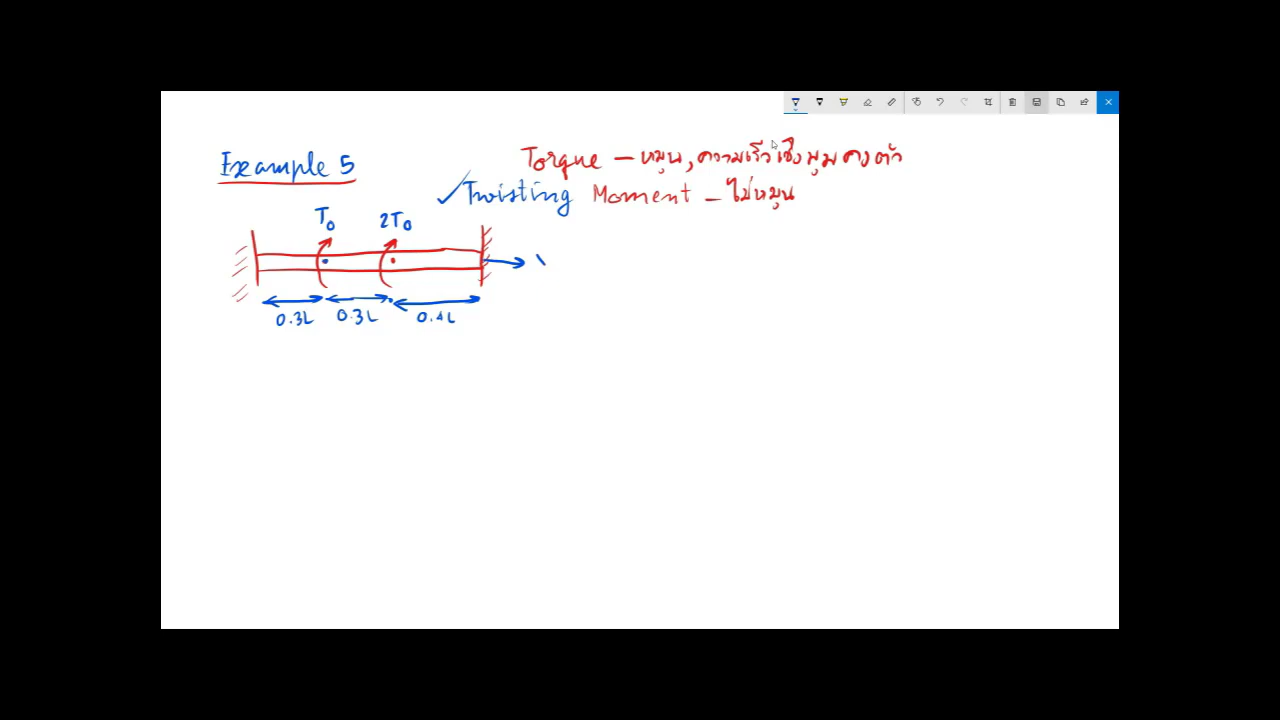 Example 5
Torque – หมุน, ความเร็วเชิงมุมคงตัว
✓ Twisting Moment – ไม่หมุน
T₀ 2T₀
0.3L 0.3L 0.4L